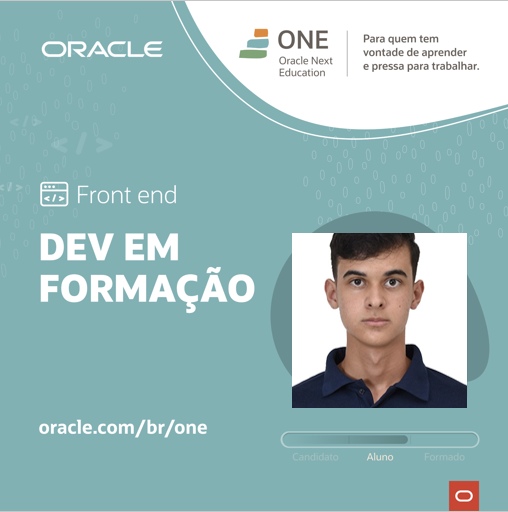 ORACLE
ONE
Oracle Next
Education
Para quem tem
vontade de aprender
e pressa para trabalhar.
</>
</>
</>
Front end
DEV EM
FORMAÇÃO
oracle.com/br/one
Candidato Aluno Formado